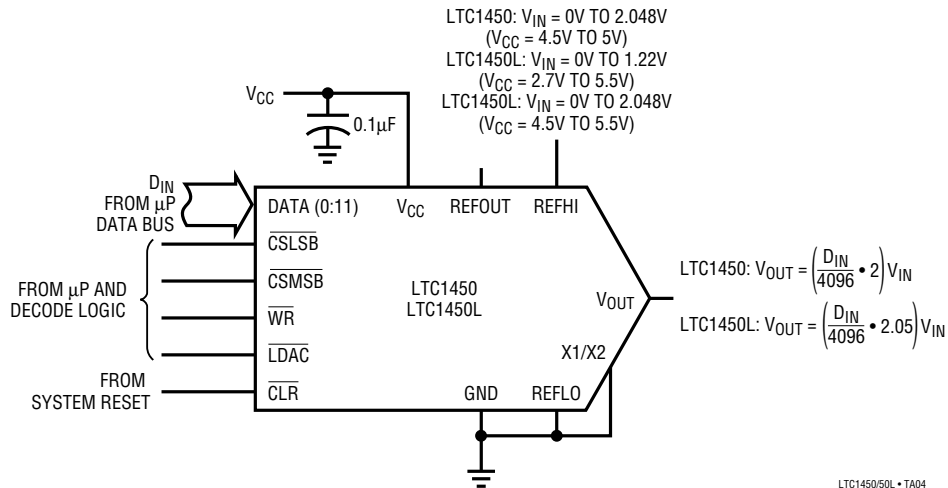 LTC1450: VIN = 0V TO 2.048V
(VCC = 4.5V TO 5V)
LTC1450L: VIN = 0V TO 1.22V
(VCC = 2.7V TO 5.5V)
LTC1450L: VIN = 0V TO 2.048V
(VCC = 4.5V TO 5.5V)
VCC
0.1µF
DIN
FROM µP
DATA BUS
DATA (0:11)
VCC
REFOUT
REFHI
CSLSB
CSMSB
WR
LDAC
CLR
FROM µP AND
DECODE LOGIC
FROM
SYSTEM RESET
LTC1450
LTC1450L
VOUT
X1/X2
GND
REFLO
LTC1450: VOUT = (DIN/4096 • 2) VIN
LTC1450L: VOUT = (DIN/4096 • 2.05) VIN
LTC1450/50L • TA04